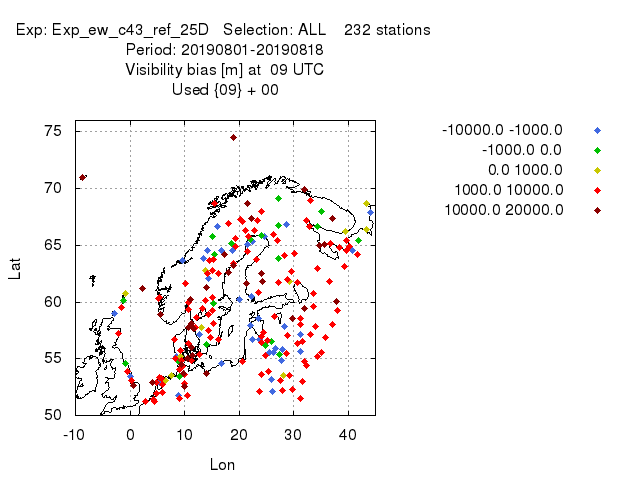 Exp: Exp_ew_c43_ref_25D   Selection: ALL    232 stations
Period: 20190801-20190818
Visibility bias [m] at  09 UTC
Used {09} + 00
-10000.0 -1000.0
-1000.0 0.0
0.0 1000.0
1000.0 10000.0
10000.0 20000.0
75
70
65
60
55
50
Lat
-10 0 10 20 30 40
Lon